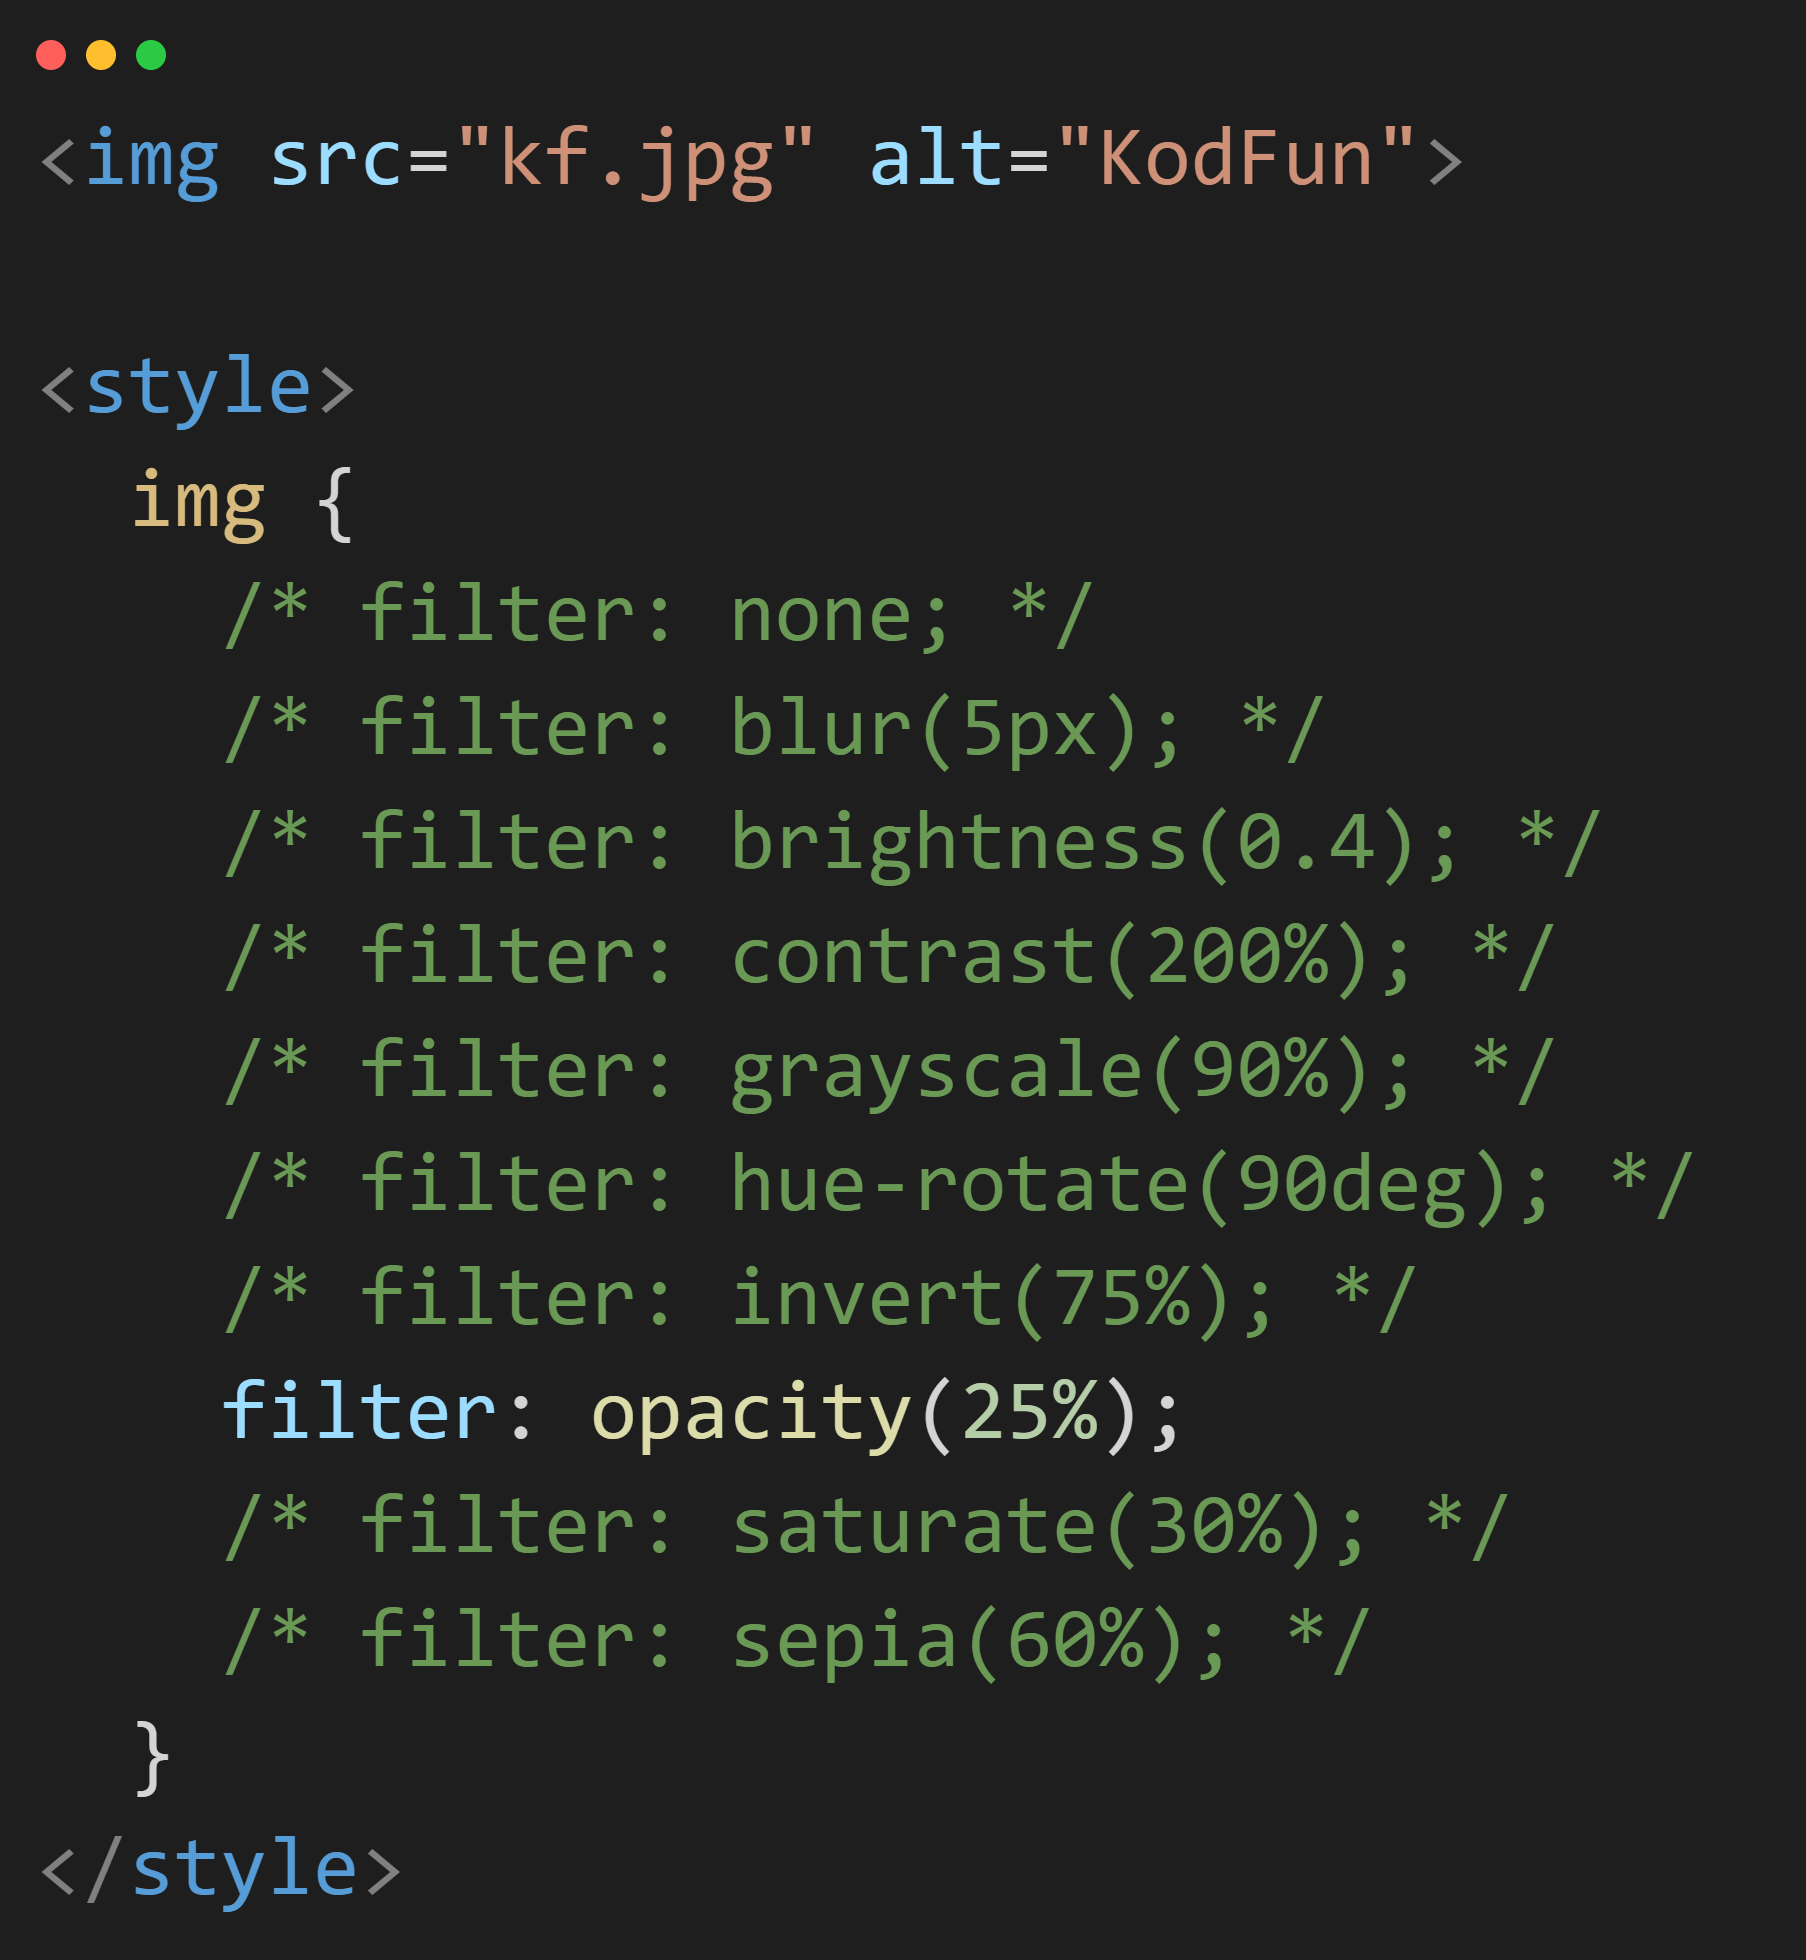 <img src="kf.jpg" alt="KodFun">
<style>
img {
/* filter: none; */
/* filter: blur(5px); */
/* filter: brightness(0.4); */
/* filter: contrast(200%); */
/* filter: grayscale(90%); */
/* filter: hue-rotate(90deg); */
/* filter: invert(75%); */
filter: opacity(25%);
/* filter: saturate(30%); */
/* filter: sepia(60%); */
}
</style>